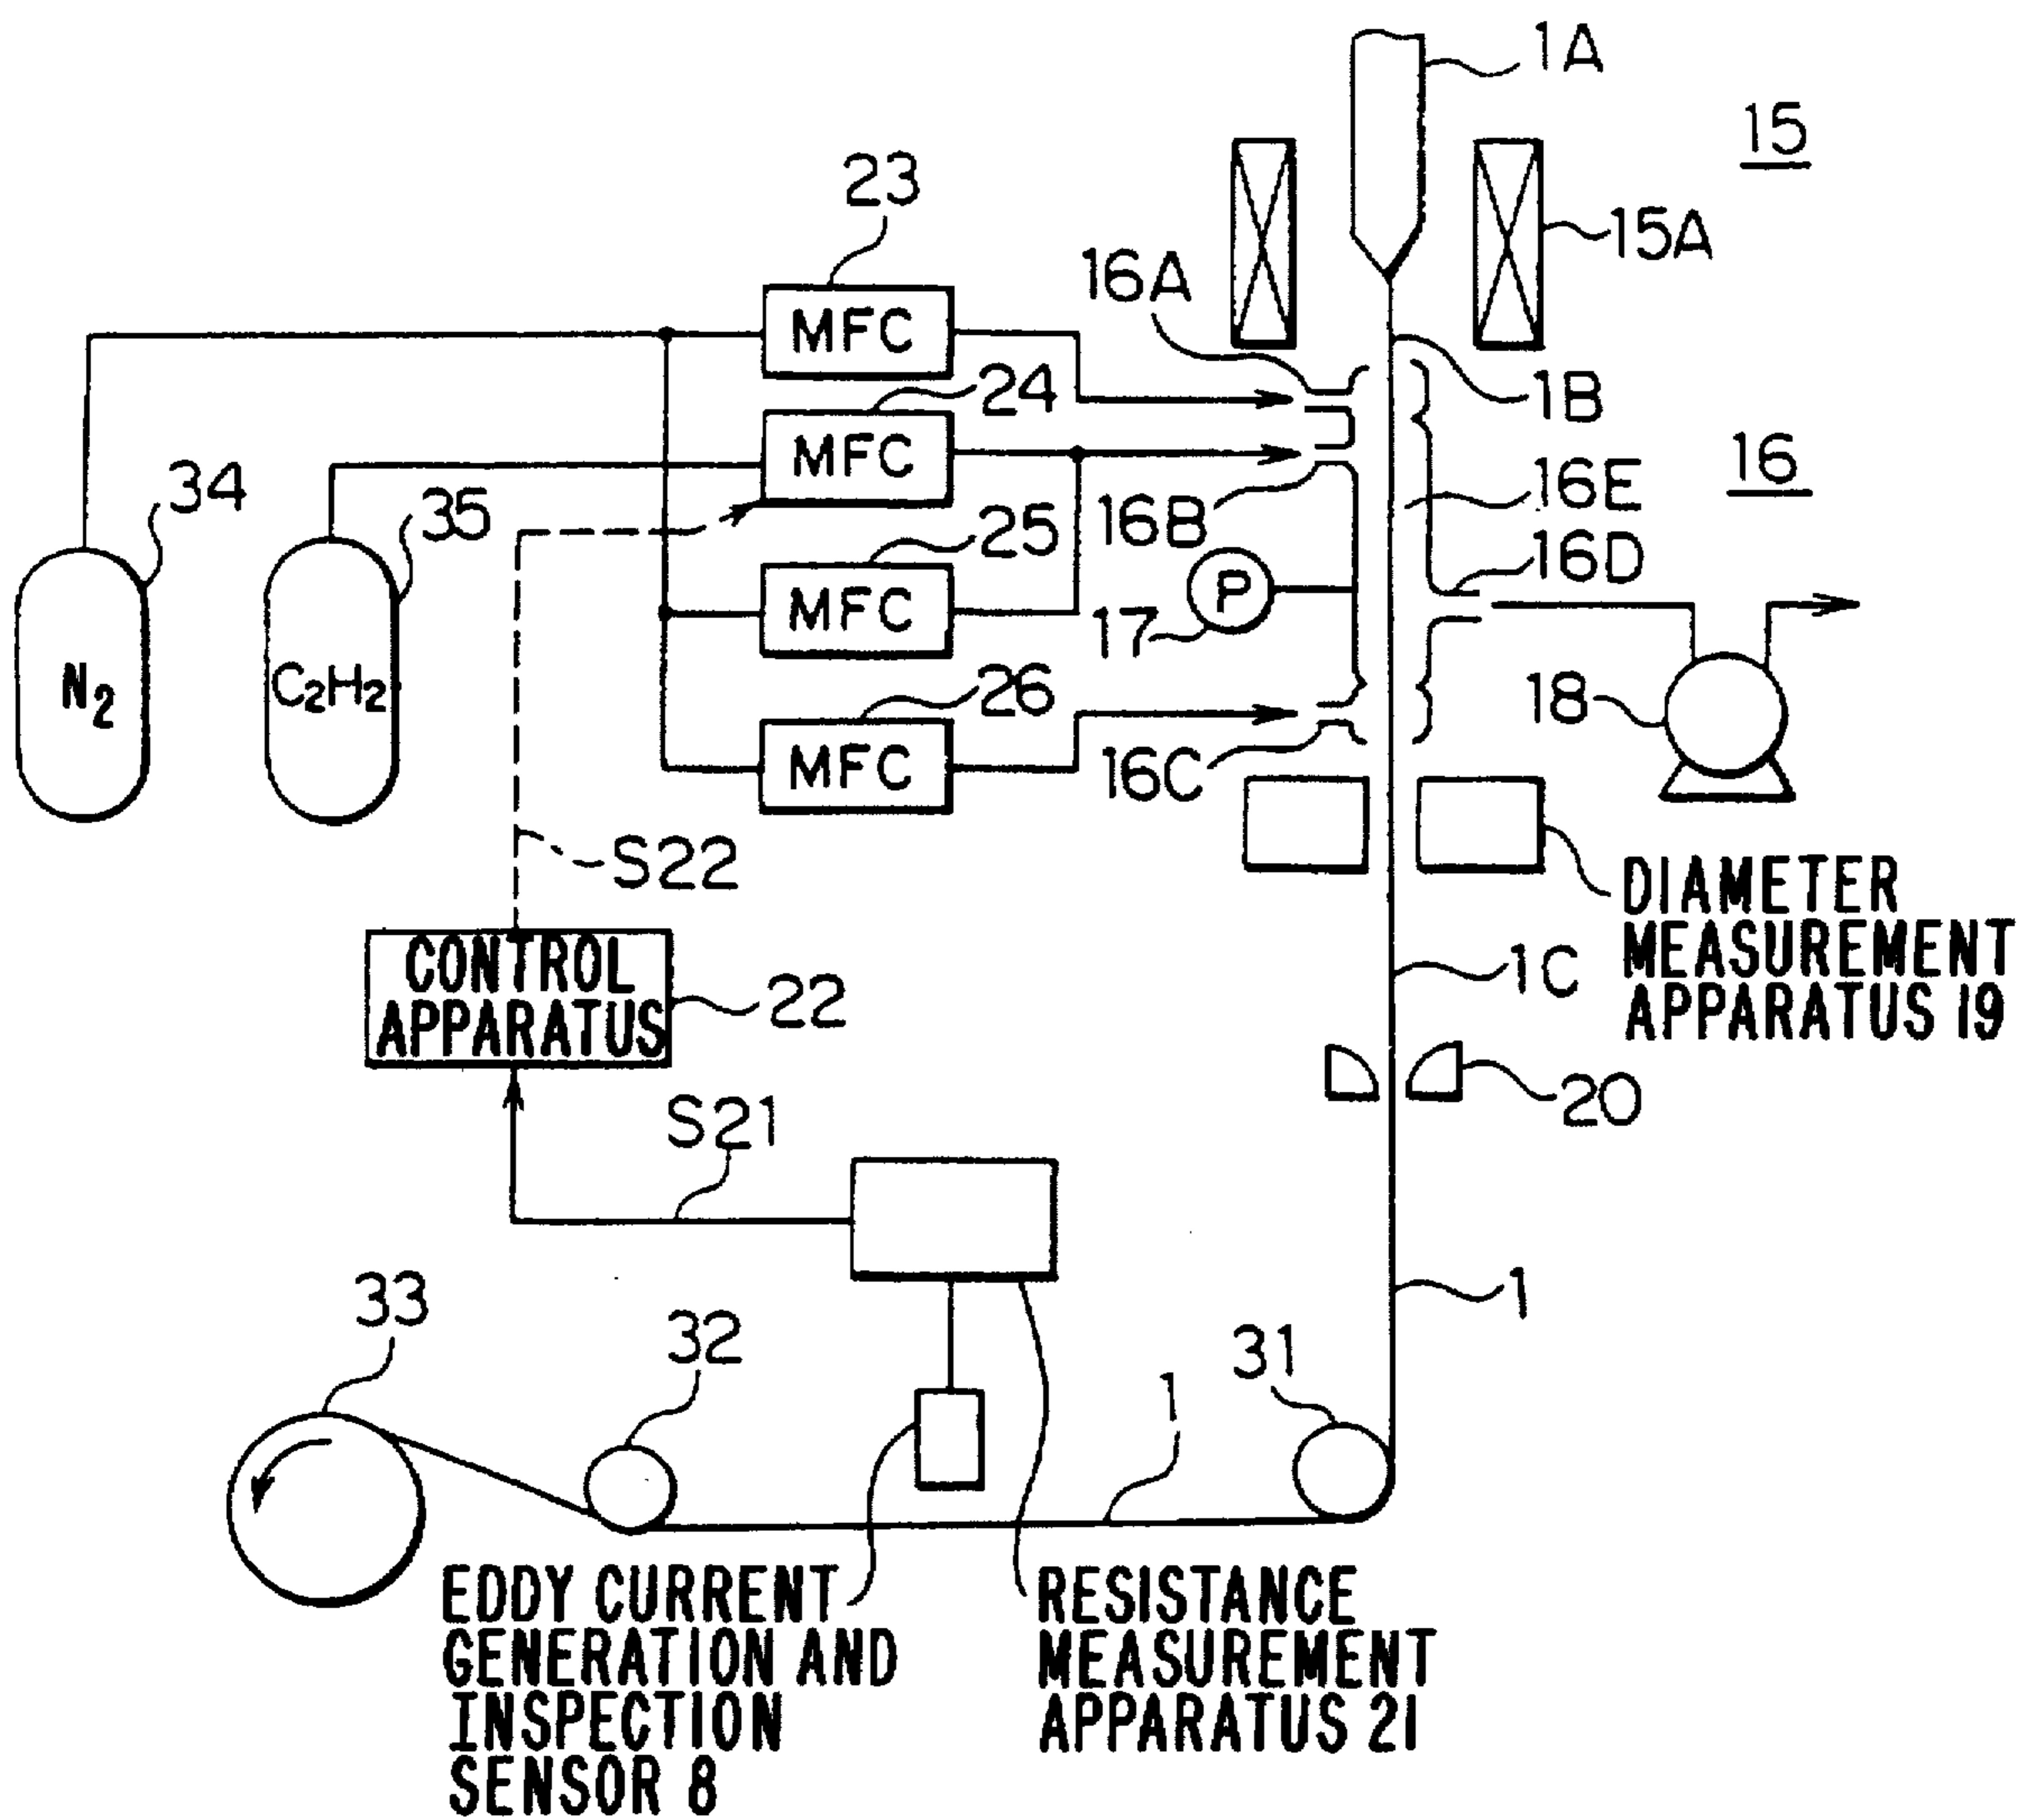 1A
15
23
15A
16A
MFC
24
1B
MFC
34
35
16E
16
16B
25
16D
P
17
MFC
N2
C2H2
26
18
MFC
16C
S22
DIAMETER
MEASUREMENT
APPARATUS 19
CONTROL
APPARATUS
22
1C
20
S21
33
32
31
1
1
EDDY CURRENT
GENERATION AND
INSPECTION
SENSOR 8
RESISTANCE
MEASUREMENT
APPARATUS 21